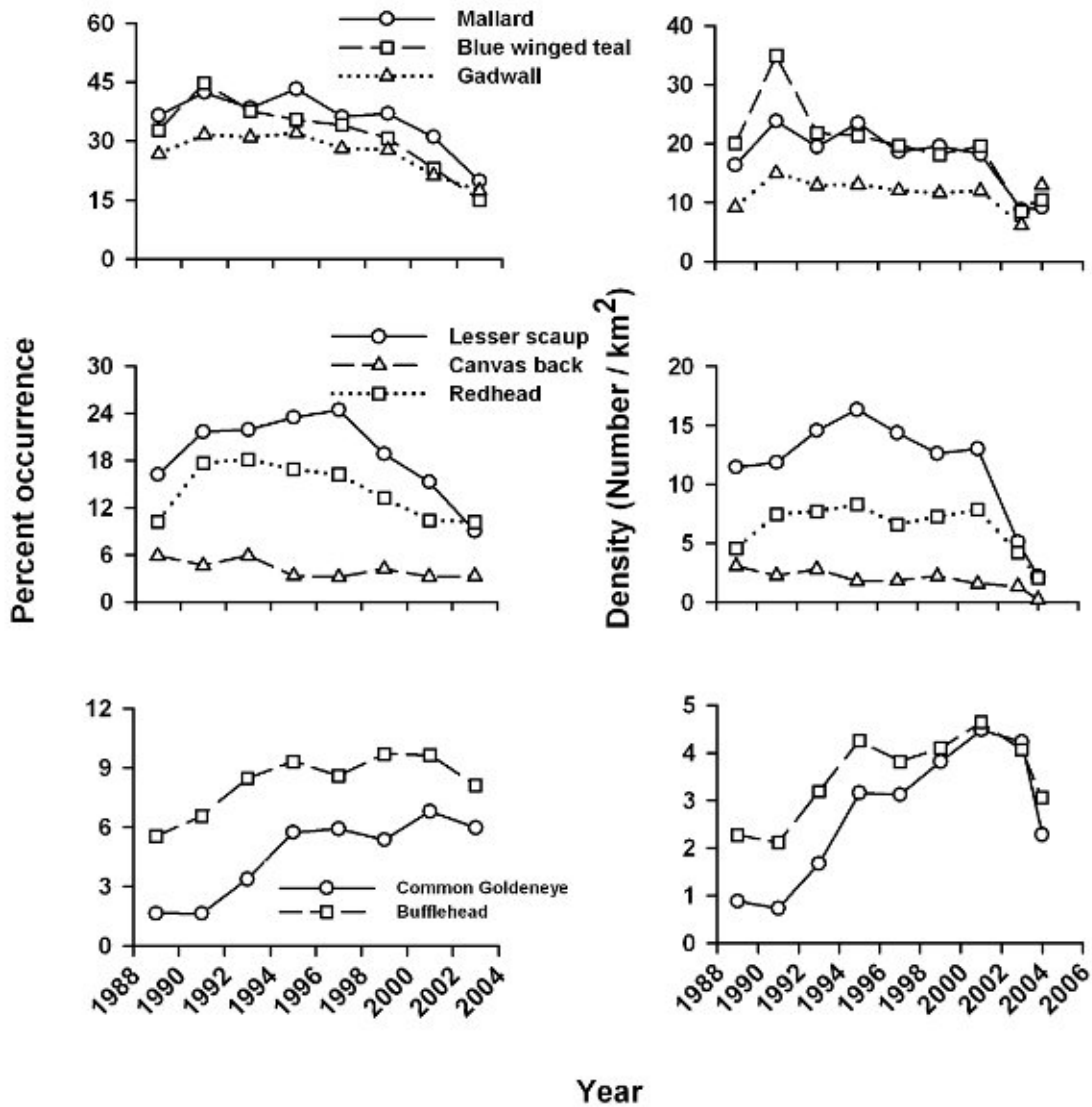 Mallard
Blue winged teal
Gadwall
60
45
30
15
0
40
30
20
10
0
Percent occurrence
Density (Number / km²)
Lesser scaup
Canvas back
Redhead
30
24
18
12
6
0
20
15
10
5
0
12
9
6
3
0
Common Goldeneye
Bufflehead
5
4
3
2
1
0
1988 1990 1992 1994 1996 1998 2000 2002 2004
1988 1990 1992 1994 1996 1998 2000 2002 2004 2006
Year